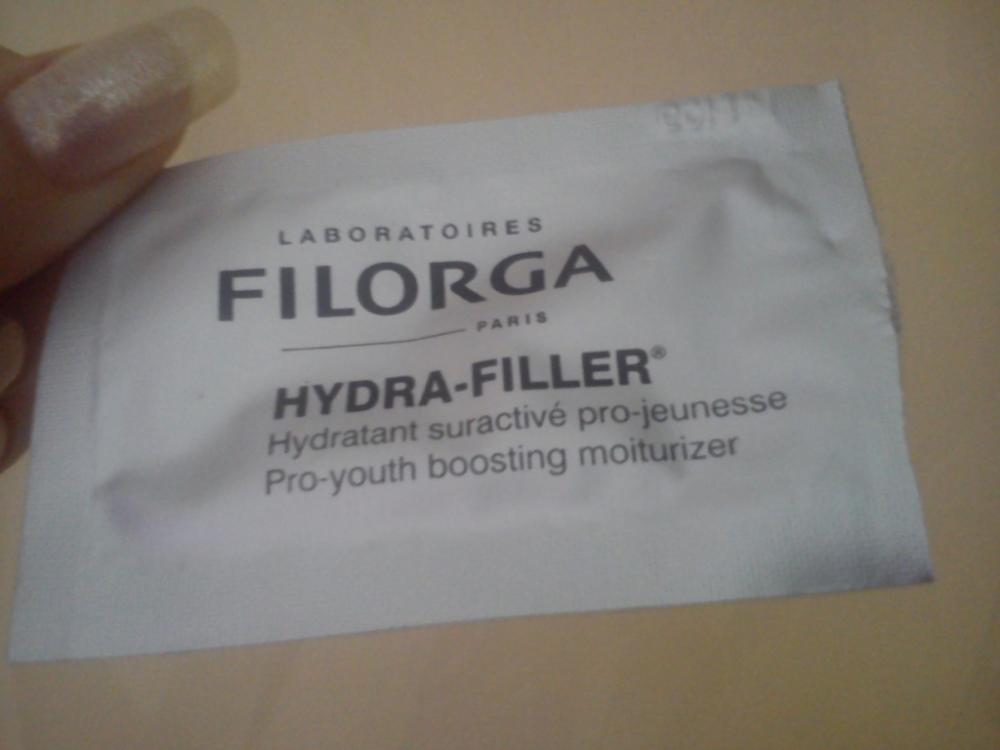 LABORATOIRES
FILORGA
PARIS
HYDRA-FILLER®
Hydratant suractivé pro-jeunesse
Pro-youth boosting moiturizer